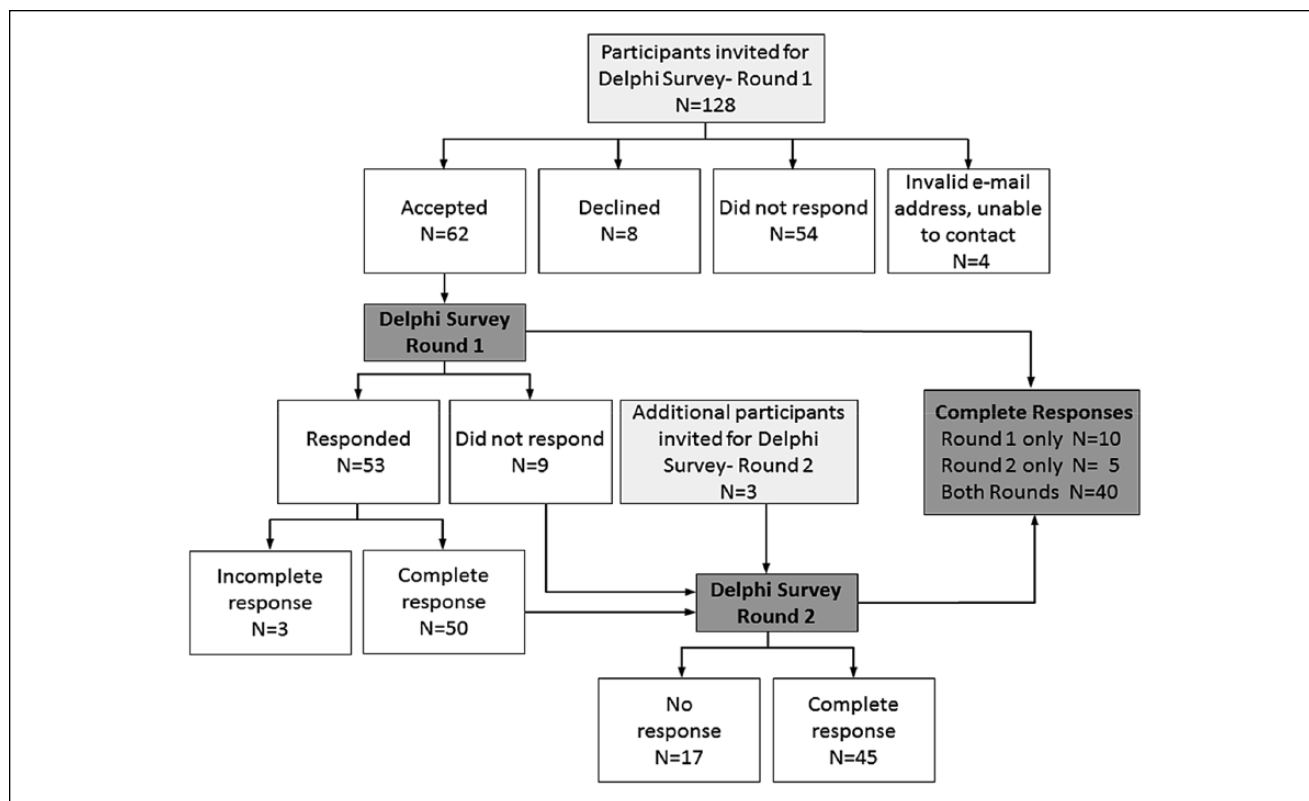 Participants invited for
Delphi Survey- Round 1
N=128
Accepted
N=62
Declined
N=8
Did not respond
N=54
Invalid e-mail
address, unable
to contact
N=4
Delphi Survey
Round 1
Responded
N=53
Did not respond
N=9
Additional participants
invited for Delphi
Survey- Round 2
N=3
Complete Responses
Round 1 only N=10
Round 2 only N= 5
Both Rounds N=40
Incomplete
response
N=3
Complete
response
N=50
Delphi Survey
Round 2
No
response
N=17
Complete
response
N=45